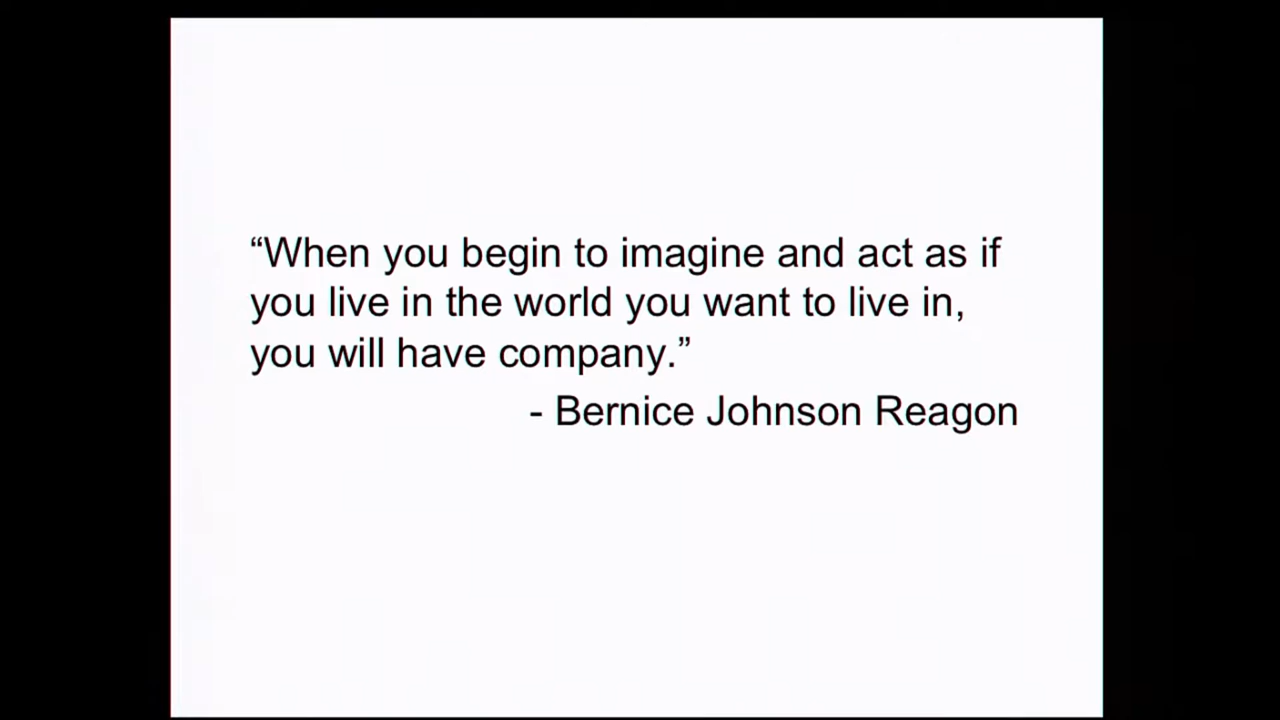 “When you begin to imagine and act as if
you live in the world you want to live in,
you will have company.”
- Bernice Johnson Reagon